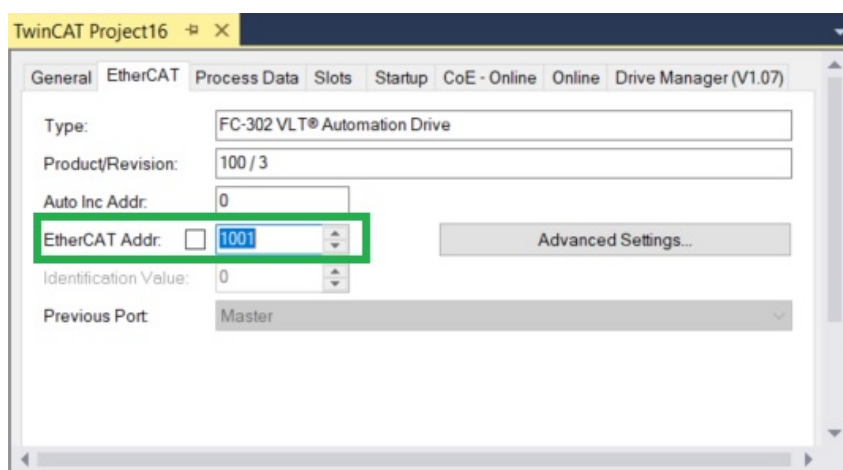 TwinCAT Project16
General EtherCAT Process Data Slots Startup CoE - Online Online Drive Manager (V1.07)
Type: FC-302 VLT® Automation Drive
Product/Revision: 100 / 3
Auto Inc Addr: 0
EtherCAT Addr: 1001 Advanced Settings...
Identification Value: 0
Previous Port: Master